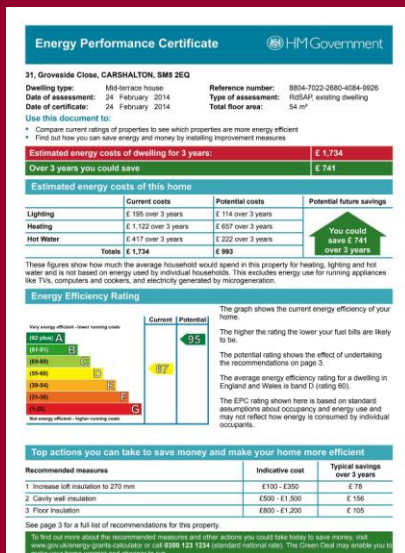 Energy Performance Certificate
HM Government
31, Groveside Close, CARSHALTON, SM5 2EQ
Dwelling type: Mid-terrace house
Date of assessment: 24 February 2014
Date of certificate: 24 February 2014
Reference number: 8804-7022-2680-4084-9926
Type of assessment: RdSAP, existing dwelling
Total floor area: 54 m²
Use this document to:
• Compare current ratings of properties to see which properties are more energy efficient
• Find out how you can save energy and money by installing improvement measures
Estimated energy costs of dwelling for 3 years: £ 1,734
Over 3 years you could save £ 741
Estimated energy costs of this home
Current costs Potential costs Potential future savings
Lighting £ 195 over 3 years £ 114 over 3 years
Heating £ 1,122 over 3 years £ 657 over 3 years
Hot Water £ 417 over 3 years £ 222 over 3 years
Totals £ 1,734 £ 993
You could
save £ 741
over 3 years
These figures show how much the average household would spend in this property for heating, lighting and hot
water and is not based on energy used by individual households. This excludes energy use for running appliances
like TVs, computers and cookers, and electricity generated by microgeneration.
Energy Efficiency Rating
Current Potential
Very energy efficient - lower running costs
(92 plus) A
(81-91) B
(69-80) C
(55-68) D
(39-54) E
(21-38) F
(1-20) G
Not energy efficient - higher running costs
67
95
The graph shows the current energy efficiency of your
home.
The higher the rating the lower your fuel bills are likely
to be.
The potential rating shows the effect of undertaking
the recommendations on page 3.
The average energy efficiency rating for a dwelling in
England and Wales is band D (rating 60).
The EPC rating shown here is based on standard
assumptions about occupancy and energy use and
may not reflect how energy is consumed by individual
occupants.
Top actions you can take to save money and make your home more efficient
Recommended measures Indicative cost Typical savings
over 3 years
1 Increase loft insulation to 270 mm £100 - £350 £ 78
2 Cavity wall insulation £500 - £1,500 £ 156
3 Floor Insulation £800 - £1,200 £ 105
See page 3 for a full list of recommendations for this property.
To find out more about the recommended measures and other actions you could take today to save money, visit
www.gov.uk/energy-grants-calculator or call 0300 123 1234 (standard national rate). The Green Deal may enable you to